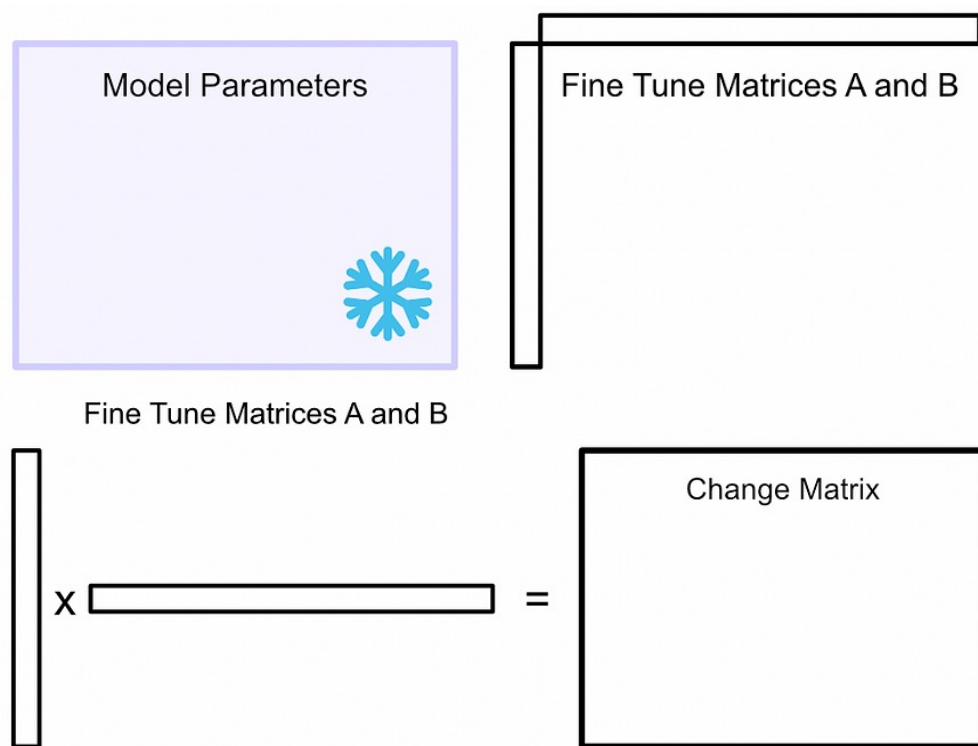 Model Parameters
Fine Tune Matrices A and B
Fine Tune Matrices A and B
x
=
Change Matrix